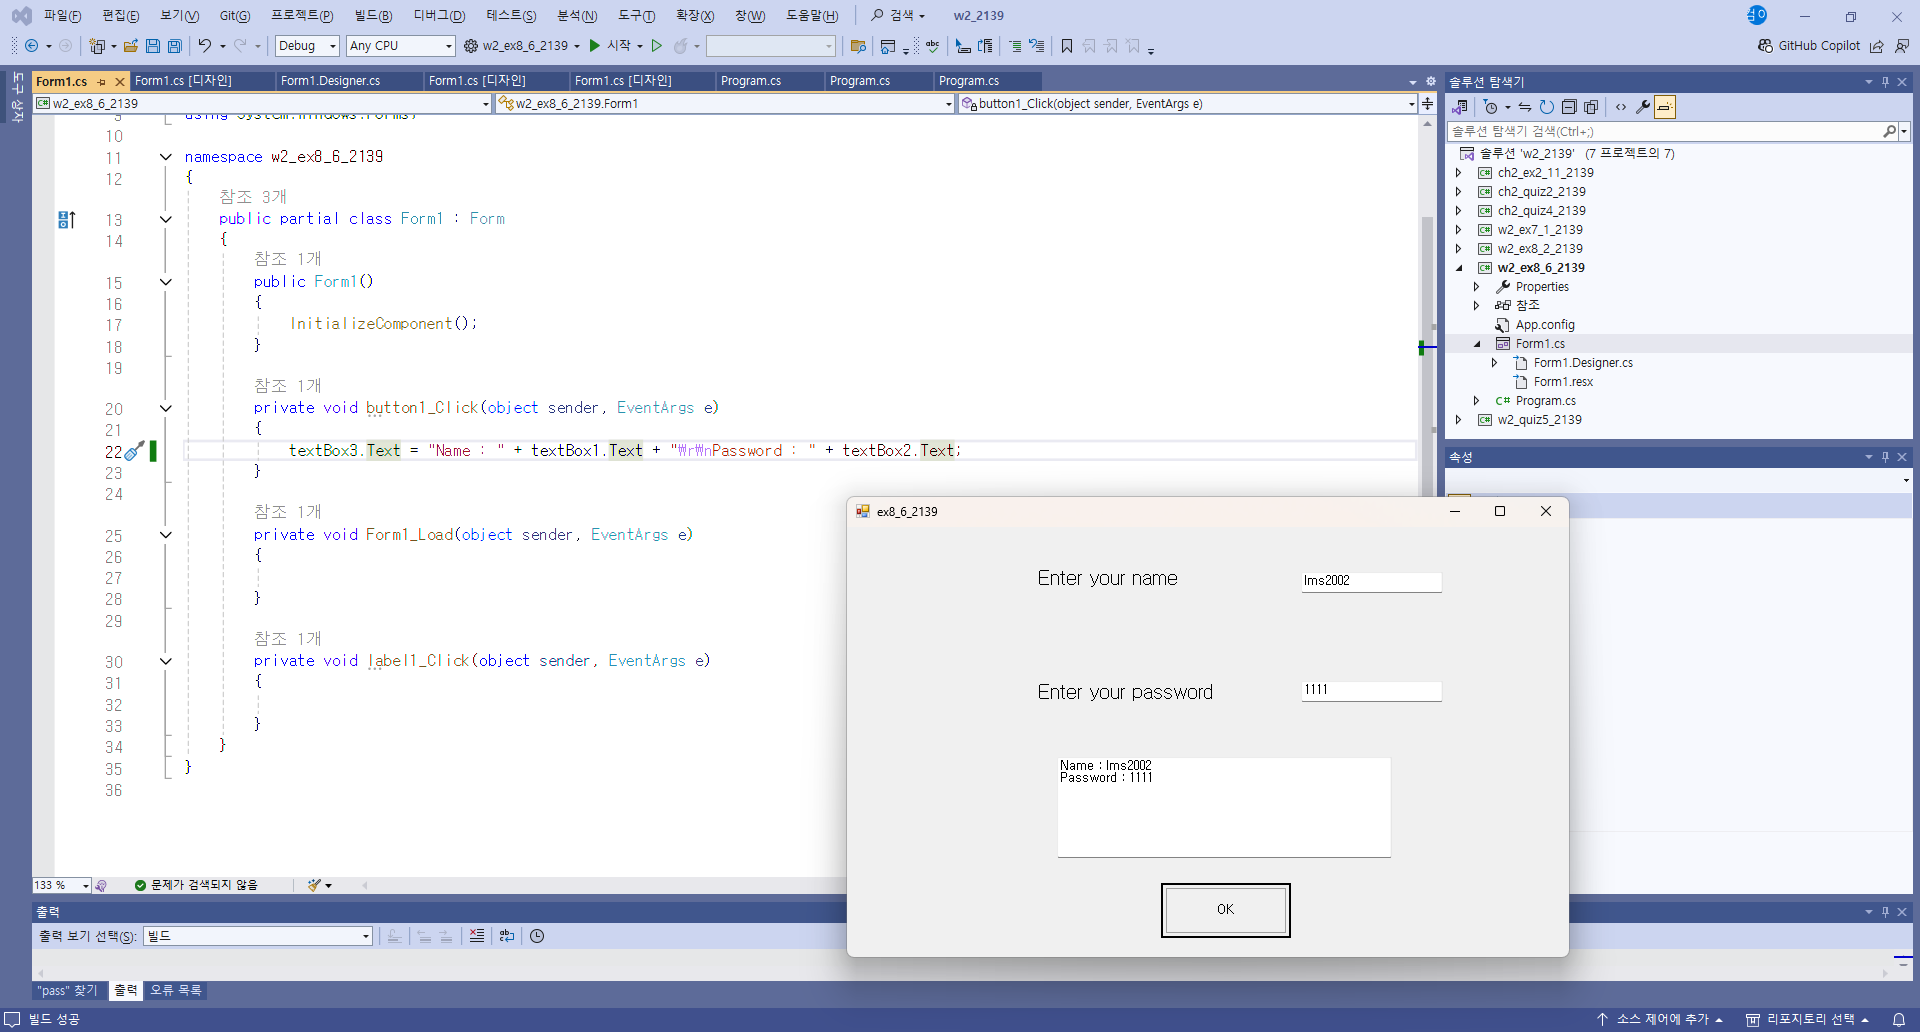 파일(F) 편집(E) 보기(V) Git(G) 프로젝트(P) 빌드(B) 디버그(D) 테스트(S) 분석(N) 도구(T) 확장(X) 창(W) 도움말(H) 검색 w2_2139
Debug Any CPU w2_ex8_6_2139 시작 GitHub Copilot
도구 상자
Form1.cs Form1.cs [디자인] Form1.Designer.cs Form1.cs [디자인] Form1.cs [디자인] Program.cs Program.cs Program.cs
w2_ex8_6_2139 w2_ex8_6_2139.Form1 button1_Click(object sender, EventArgs e)
9 using System.Windows.Forms;
10
11 namespace w2_ex8_6_2139
12 {
참조 3개
13 public partial class Form1 : Form
14 {
참조 1개
15 public Form1()
16 {
17 InitializeComponent();
18 }
19
참조 1개
20 private void button1_Click(object sender, EventArgs e)
21 {
22 textBox3.Text = "Name : " + textBox1.Text + "₩r₩nPassword : " + textBox2.Text;
23 }
24
참조 1개
25 private void Form1_Load(object sender, EventArgs e)
26 {
27
28 }
29
참조 1개
30 private void label1_Click(object sender, EventArgs e)
31 {
32
33 }
34 }
35 }
36
133 % 문제가 검색되지 않음
출력
출력 보기 선택(S): 빌드
"pass" 찾기 출력 오류 목록
빌드 성공
소스 제어에 추가 리포지토리 선택
솔루션 탐색기
솔루션 탐색기 검색(Ctrl+;)
솔루션 'w2_2139' (7 프로젝트의 7)
ch2_ex2_11_2139
ch2_quiz2_2139
ch2_quiz4_2139
w2_ex7_1_2139
w2_ex8_2_2139
w2_ex8_6_2139
Properties
참조
App.config
Form1.cs
Form1.Designer.cs
Form1.resx
Program.cs
w2_quiz5_2139
속성
ex8_6_2139
Enter your name
lms2002
Enter your password
1111
Name : lms2002
Password : 1111
OK